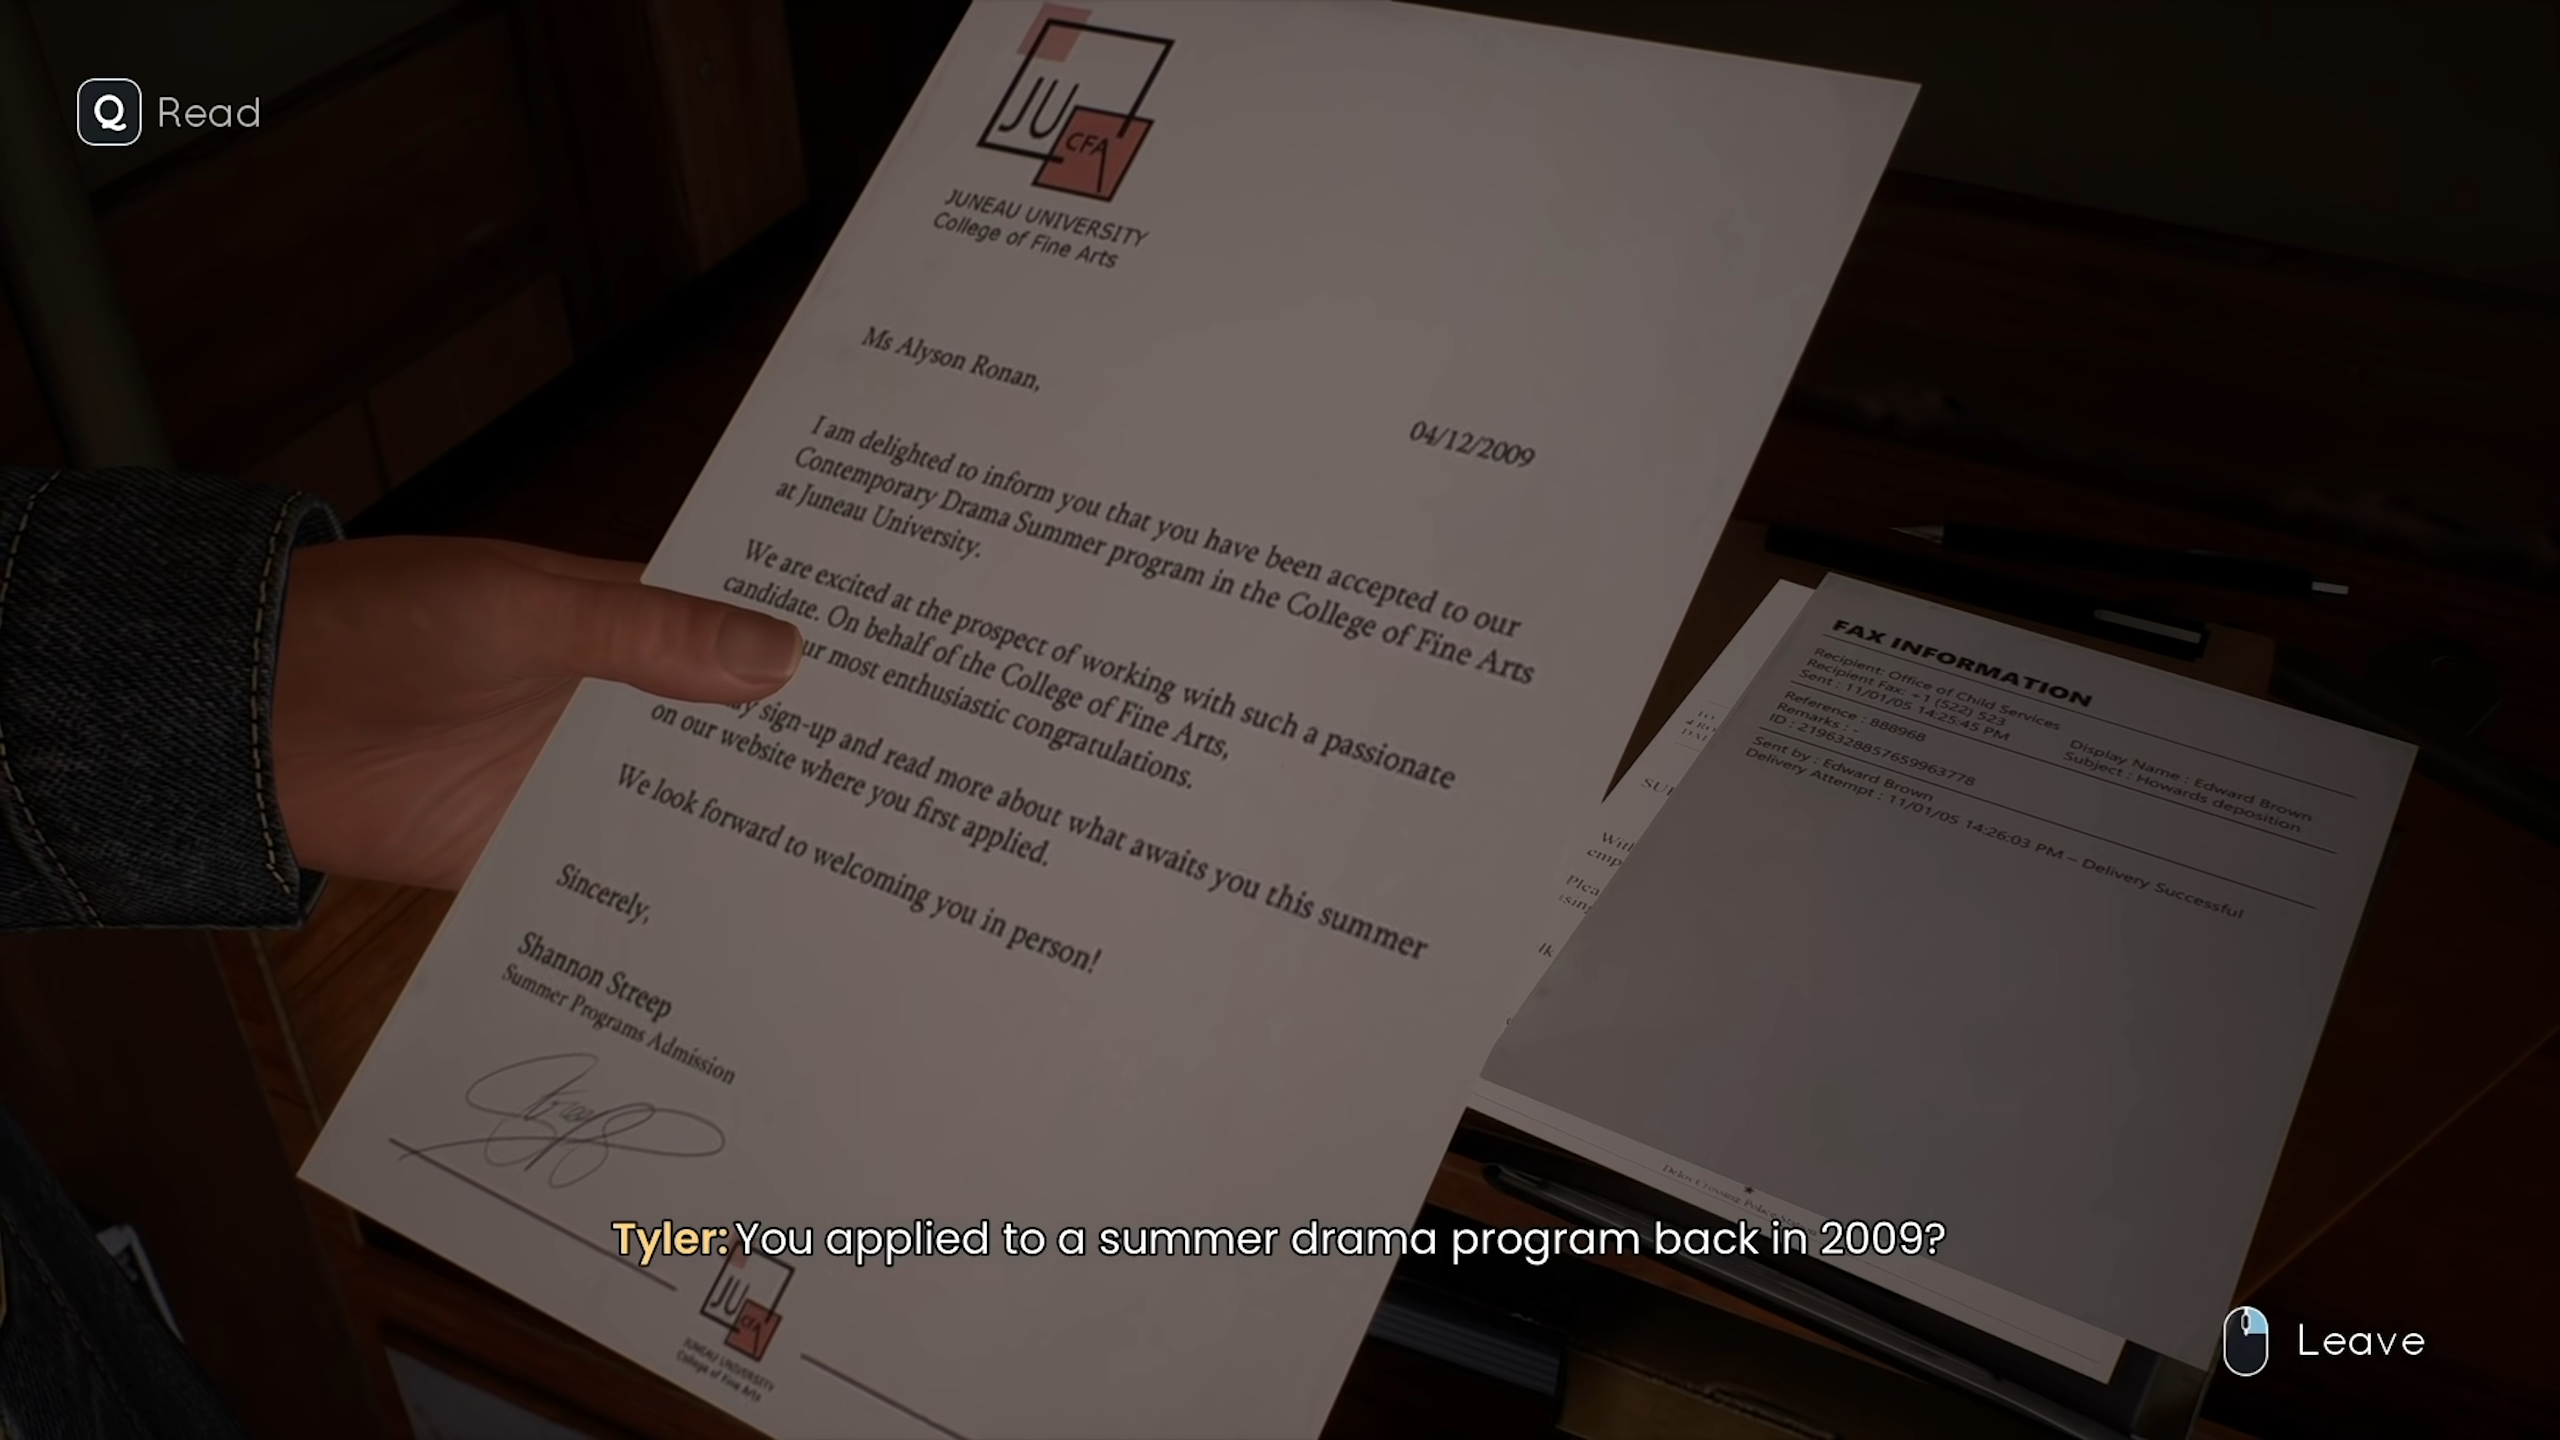 Q Read
JU
CFA
JUNEAU UNIVERSITY
College of Fine Arts
Ms Alyson Ronan,
04/12/2009
I am delighted to inform you that you have been accepted to our
Contemporary Drama Summer program in the College of Fine Arts
at Juneau University.
We are excited at the prospect of working with such a passionate
candidate. On behalf of the College of Fine Arts,
most enthusiastic congratulations.
sign-up and read more about what awaits you this summer
on our website where you first applied.
We look forward to welcoming you in person!
Sincerely,
Shannon Streep
Summer Programs Admission
JU
CFA
JUNEAU UNIVERSITY
College of Fine Arts
FAX INFORMATION
Recipient: Office of Child Services
Recipient Fax: +1 (522) 523
Sent : 11/01/05 14:25:45 PM
Display Name : Edward Brown
Subject : Howards deposition
Reference : 888968
Remarks : -
ID : 21963288576599637 78
Sent by : Edward Brown
Delivery Attempt : 11/01/05 14:26:03 PM – Delivery Successful
Tyler: You applied to a summer drama program back in 2009?
Leave